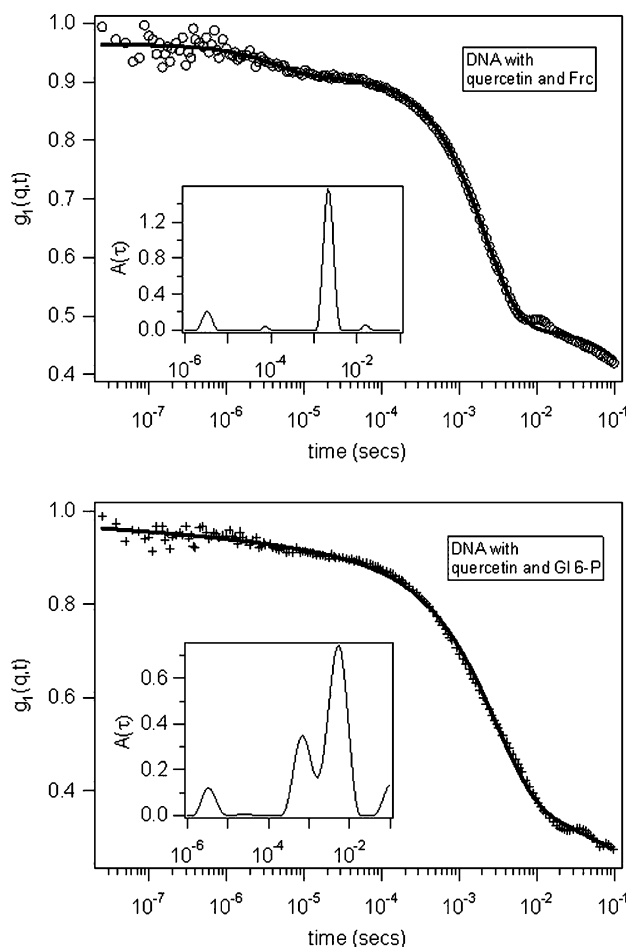 1.0
0.9
0.8
0.7
0.6
0.5
0.4
g₁(q,t)
DNA with
quercetin and Frc
1.2
0.8
0.4
0.0
A(τ)
10⁻⁶ 10⁻⁴ 10⁻²
10⁻⁷ 10⁻⁶ 10⁻⁵ 10⁻⁴ 10⁻³ 10⁻² 10⁻¹
time (secs)
1.0
0.8
0.6
0.4
g₁(q,t)
DNA with
quercetin and Gl 6-P
0.6
0.4
0.2
0.0
A(τ)
10⁻⁶ 10⁻⁴ 10⁻²
10⁻⁷ 10⁻⁶ 10⁻⁵ 10⁻⁴ 10⁻³ 10⁻² 10⁻¹
time (secs)